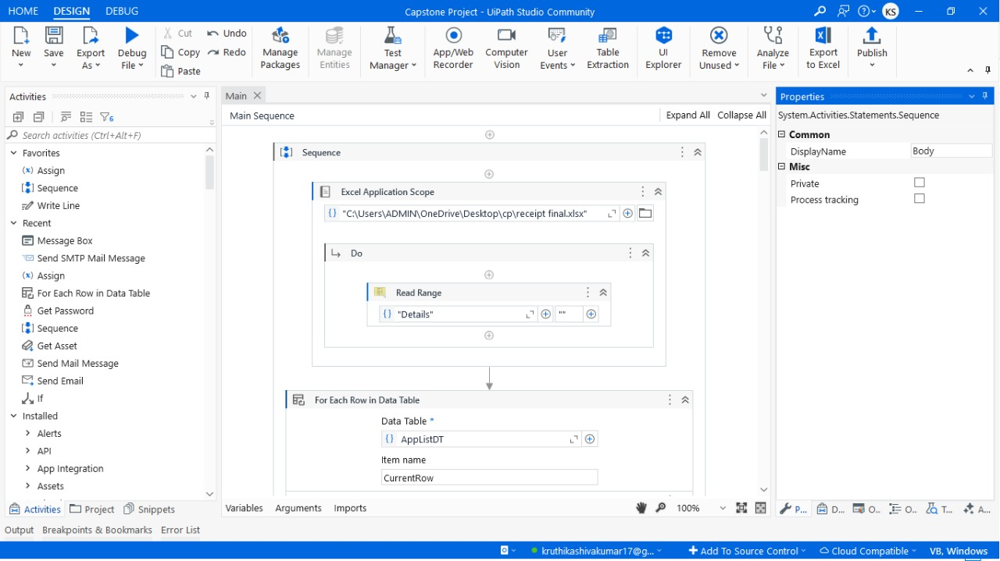 HOME DESIGN DEBUG Capstone Project - UiPath Studio Community KS
New Save Export As Debug File Cut Copy Paste Undo Redo Manage Packages Manage Entities Test Manager App/Web Recorder Computer Vision User Events Table Extraction UI Explorer Remove Unused Analyze File Export to Excel Publish
Activities
Search activities (Ctrl+Alt+F)
Favorites
(x) Assign
Sequence
Write Line
Recent
Message Box
Send SMTP Mail Message
(x) Assign
For Each Row in Data Table
Get Password
Sequence
Get Asset
Send Mail Message
Send Email
If
Installed
Alerts
API
App Integration
Assets
Activities Project Snippets
Main
Main Sequence Expand All Collapse All
Sequence
Excel Application Scope
{} "C:\Users\ADMIN\OneDrive\Desktop\cp\receipt final.xlsx"
Do
Read Range
{} "Details" ""
For Each Row in Data Table
Data Table *
{} AppListDT
Item name
CurrentRow
Variables Arguments Imports 100%
Properties
System.Activities.Statements.Sequence
Common
DisplayName Body
Misc
Private
Process tracking
P... D... O... O... T... A...
Output Breakpoints & Bookmarks Error List
kruthikashivakumar17@g... Add To Source Control Cloud Compatible VB, Windows